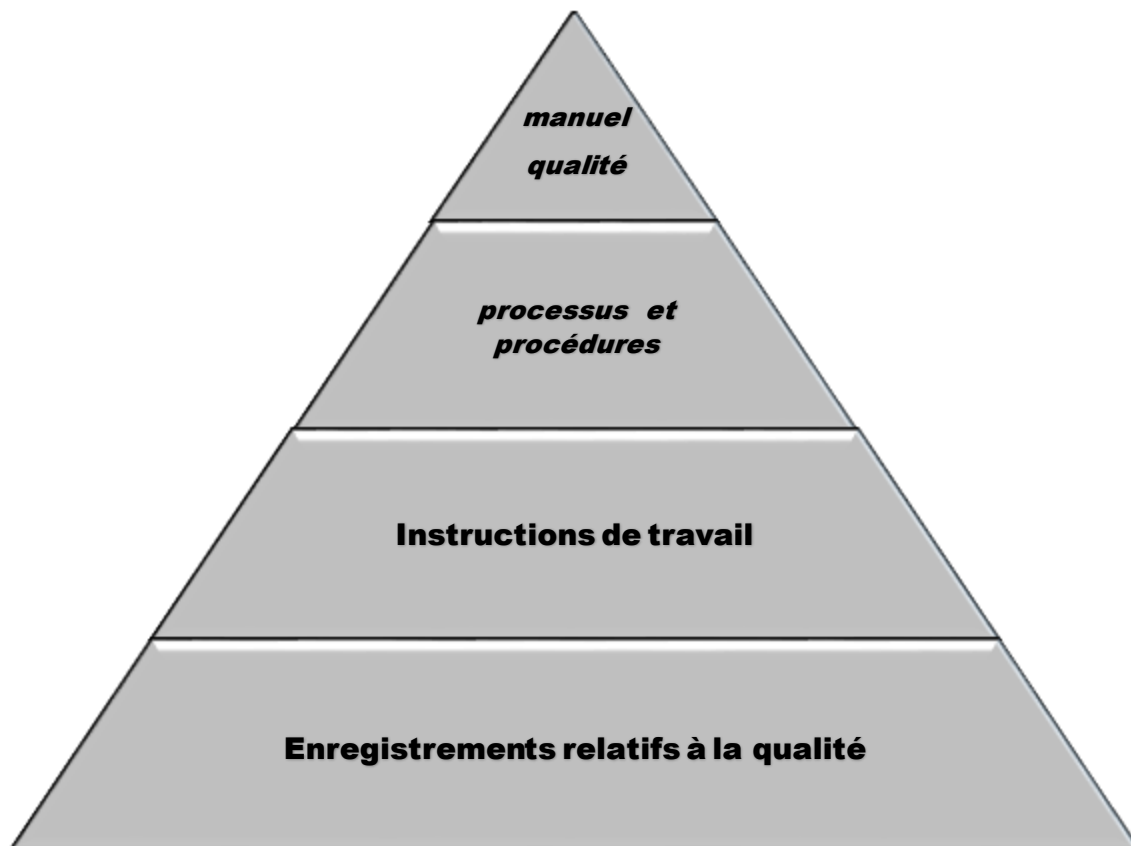 manuel
qualité
processus et
procédures
Instructions de travail
Enregistrements relatifs à la qualité